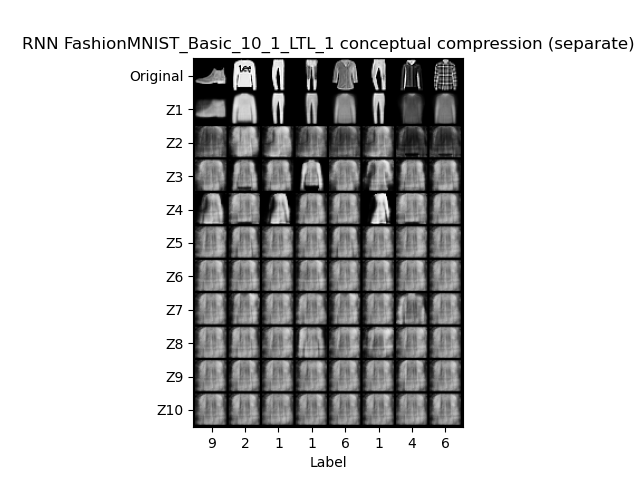 RNN FashionMNIST_Basic_10_1_LTL_1 conceptual compression (separate)
Original
Lee
Z1
Z2
Z3
Z4
Z5
Z6
Z7
Z8
Z9
Z10
9 2 1 1 6 1 4 6
Label